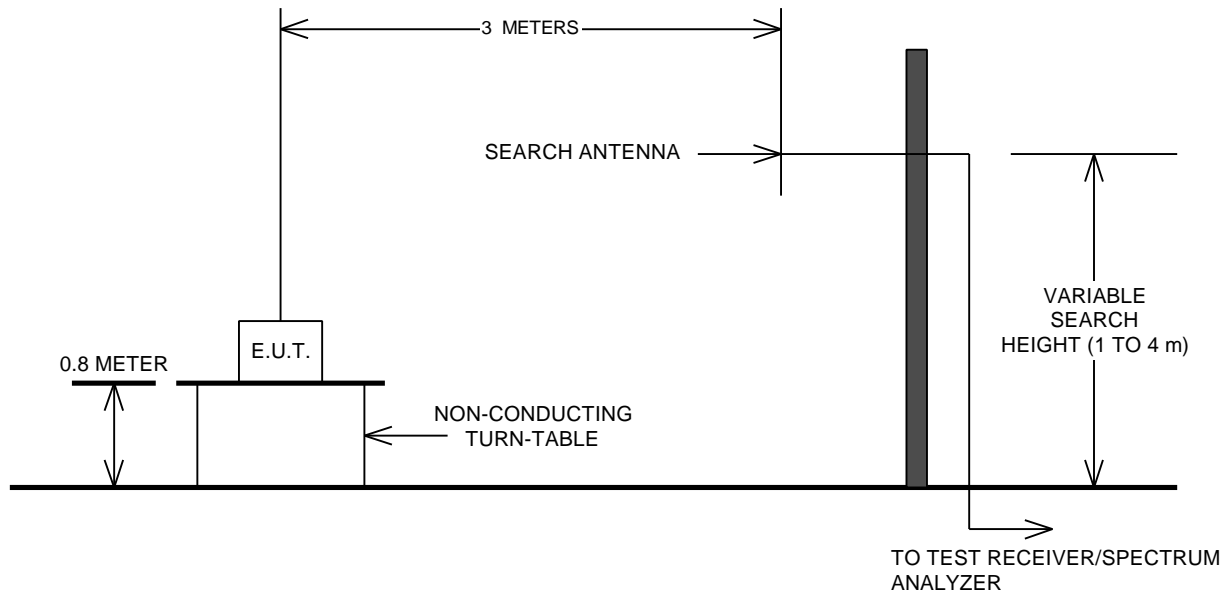 3 METERS
SEARCH ANTENNA
E.U.T.
0.8 METER
NON-CONDUCTING
TURN-TABLE
VARIABLE
SEARCH
HEIGHT (1 TO 4 m)
TO TEST RECEIVER/SPECTRUM
ANALYZER